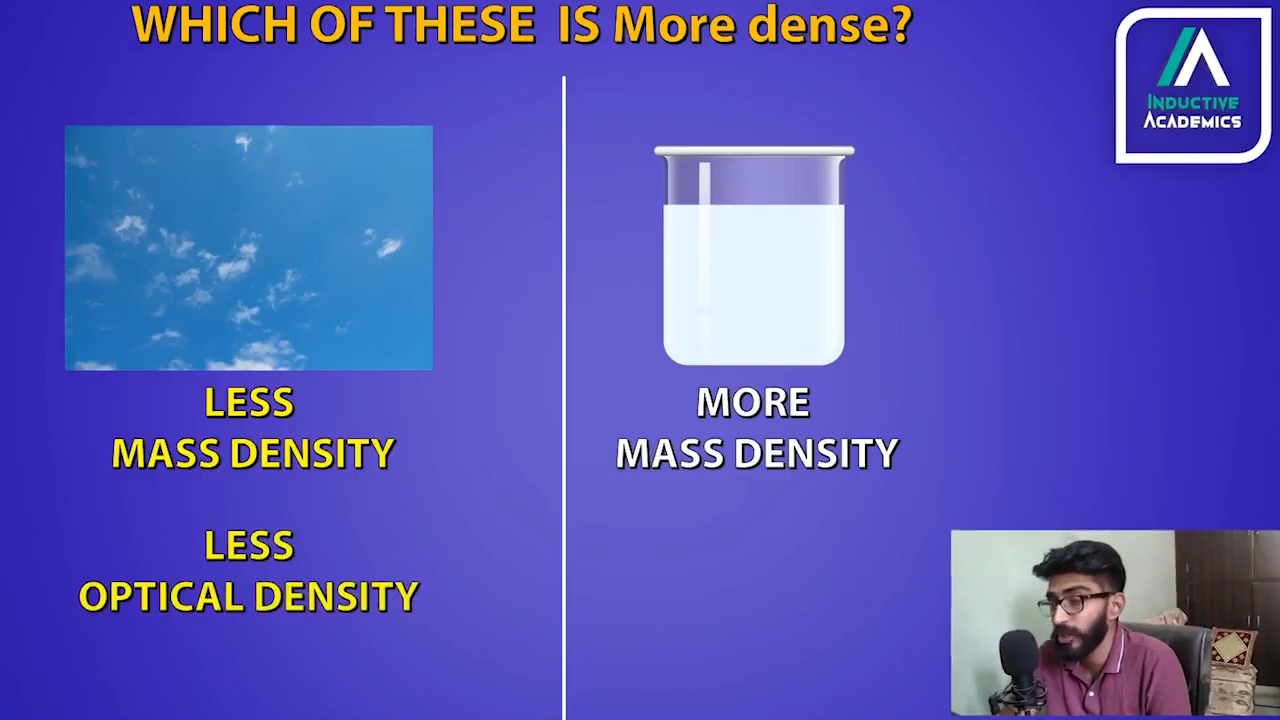 WHICH OF THESE IS More dense?
INDUCTIVE
ACADEMICS
LESS
MASS DENSITY
MORE
MASS DENSITY
LESS
OPTICAL DENSITY